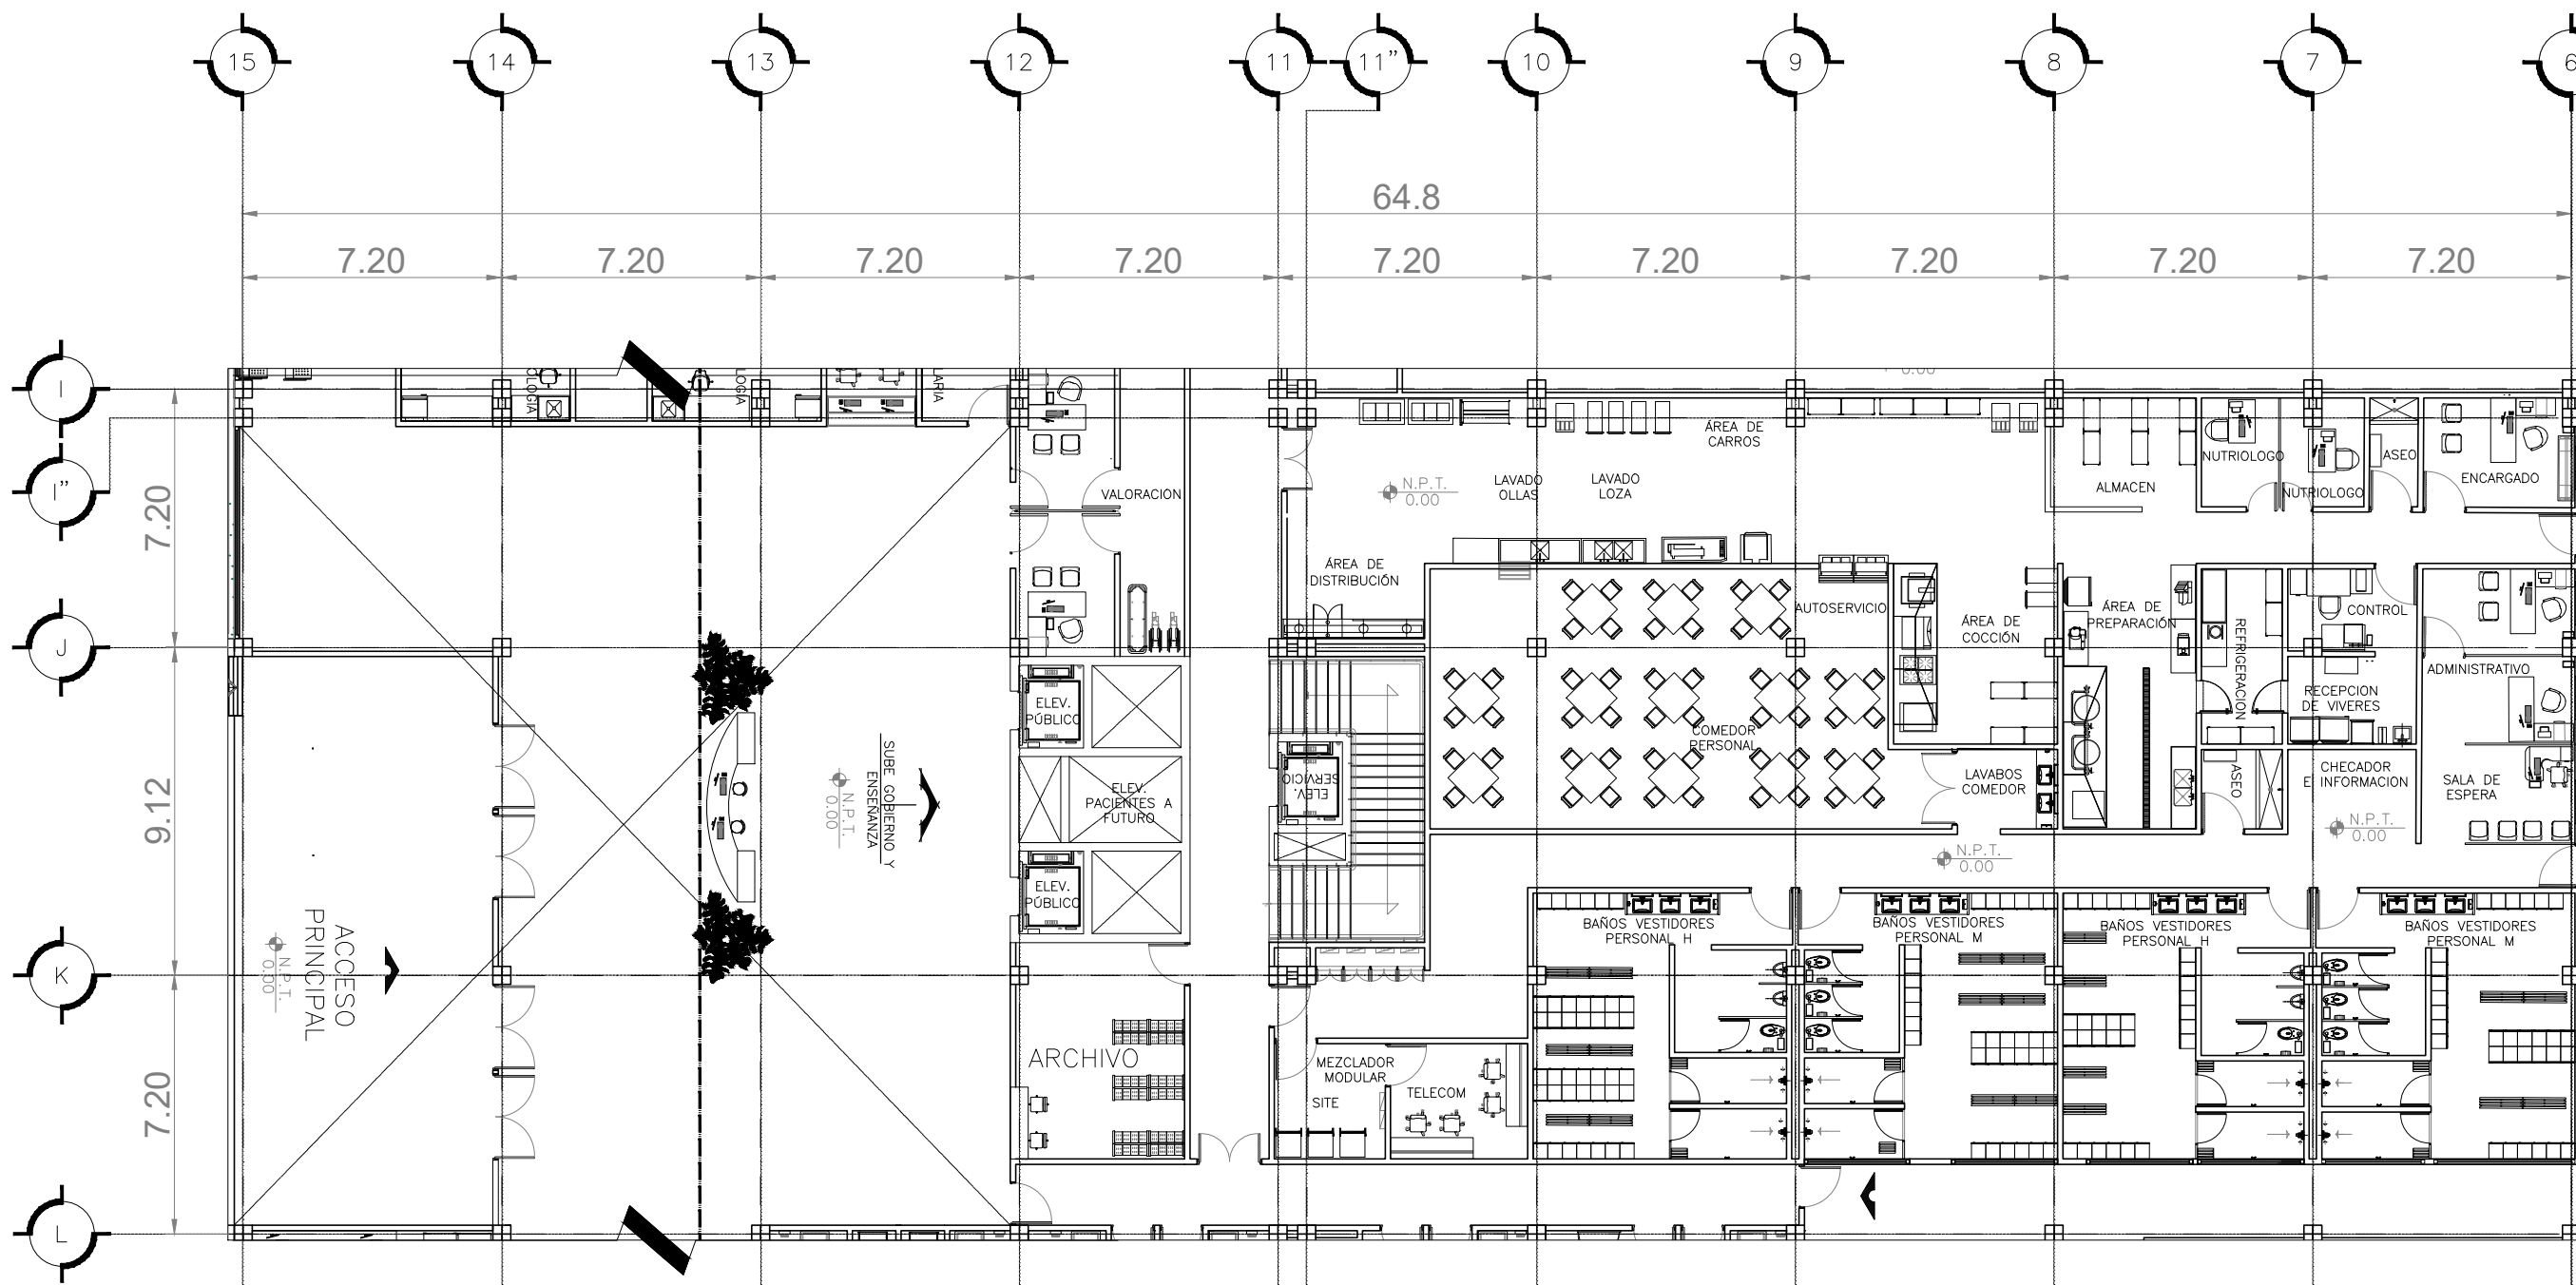 15
14
13
12
11
11”
10
9
8
7
6
64.8
7.20
7.20
7.20
7.20
7.20
7.20
7.20
7.20
7.20
I
I”
J
K
L
7.20
9.12
7.20
OLOGIA
LOGIA
LARIA
0.00
VALORACION
N.P.T.
0.00
LAVADO
OLLAS
LAVADO
LOZA
ÁREA DE
CARROS
ALMACEN
NUTRIOLOGO
NUTRIOLOGO
ASEO
ENCARGADO
ÁREA DE
DISTRIBUCIÓN
AUTOSERVICIO
ÁREA DE
COCCIÓN
ÁREA DE
PREPARACIÓN
REFRIGERACION
CONTROL
ADMINISTRATIVO
RECEPCION
DE VIVERES
ELEV.
PÚBLICO
ELEV.
PACIENTES A
FUTURO
ELEV.
PÚBLICO
ELEV.
SERVICIO
COMEDOR
PERSONAL
LAVABOS
COMEDOR
ASEO
CHECADOR
E INFORMACION
SALA DE
ESPERA
N.P.T.
0.00
N.P.T.
0.00
SUBE GOBIERNO Y
ENSEÑANZA
N.P.T.
0.00
ACCESO
PRINCIPAL
N.P.T.
0.00
BAÑOS VESTIDORES
PERSONAL H
BAÑOS VESTIDORES
PERSONAL M
BAÑOS VESTIDORES
PERSONAL H
BAÑOS VESTIDORES
PERSONAL M
ARCHIVO
MEZCLADOR
MODULAR
SITE
TELECOM